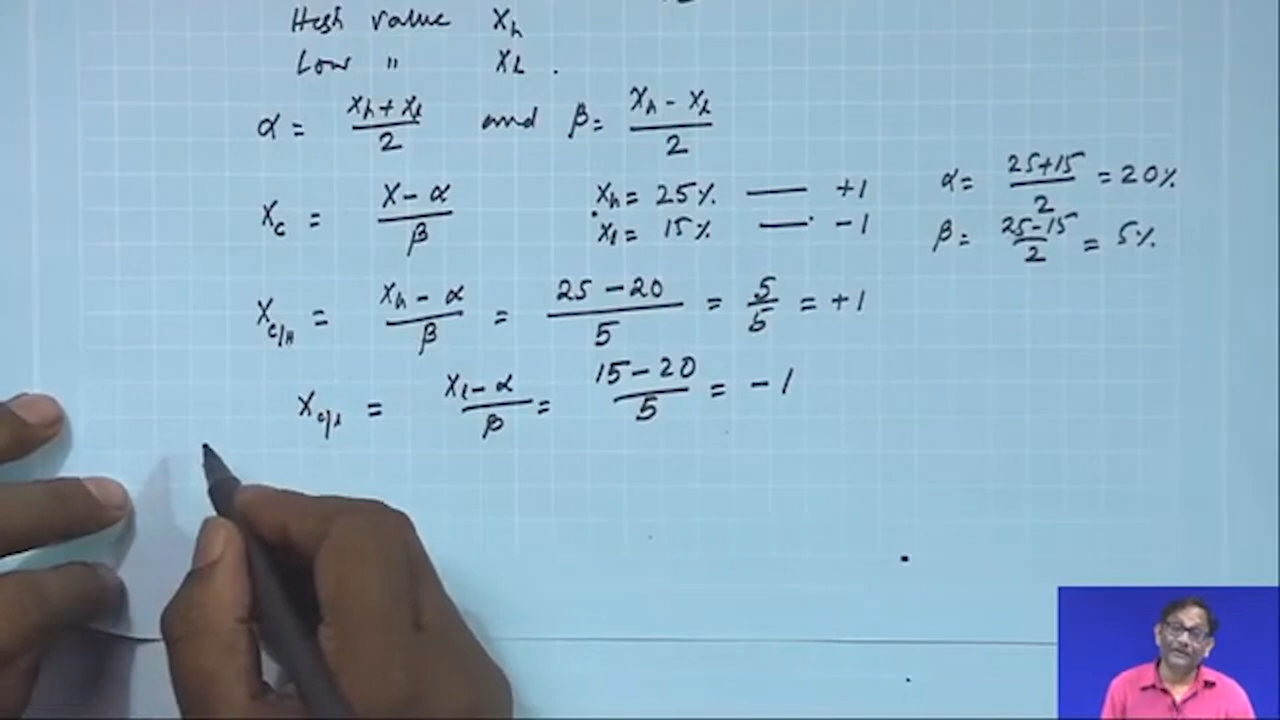 High value Xh
Low " Xl .
α = (Xh + Xl)/2 and β = (Xh - Xl)/2
Xc = (X - α)/β
Xh = 25% — +1
Xl = 15% — -1
α = (25+15)/2 = 20%
β = (25-15)/2 = 5%
Xc/H = (Xh - α)/β = (25 - 20)/5 = 5/5 = +1
Xc/l = (Xl - α)/β = (15 - 20)/5 = -1